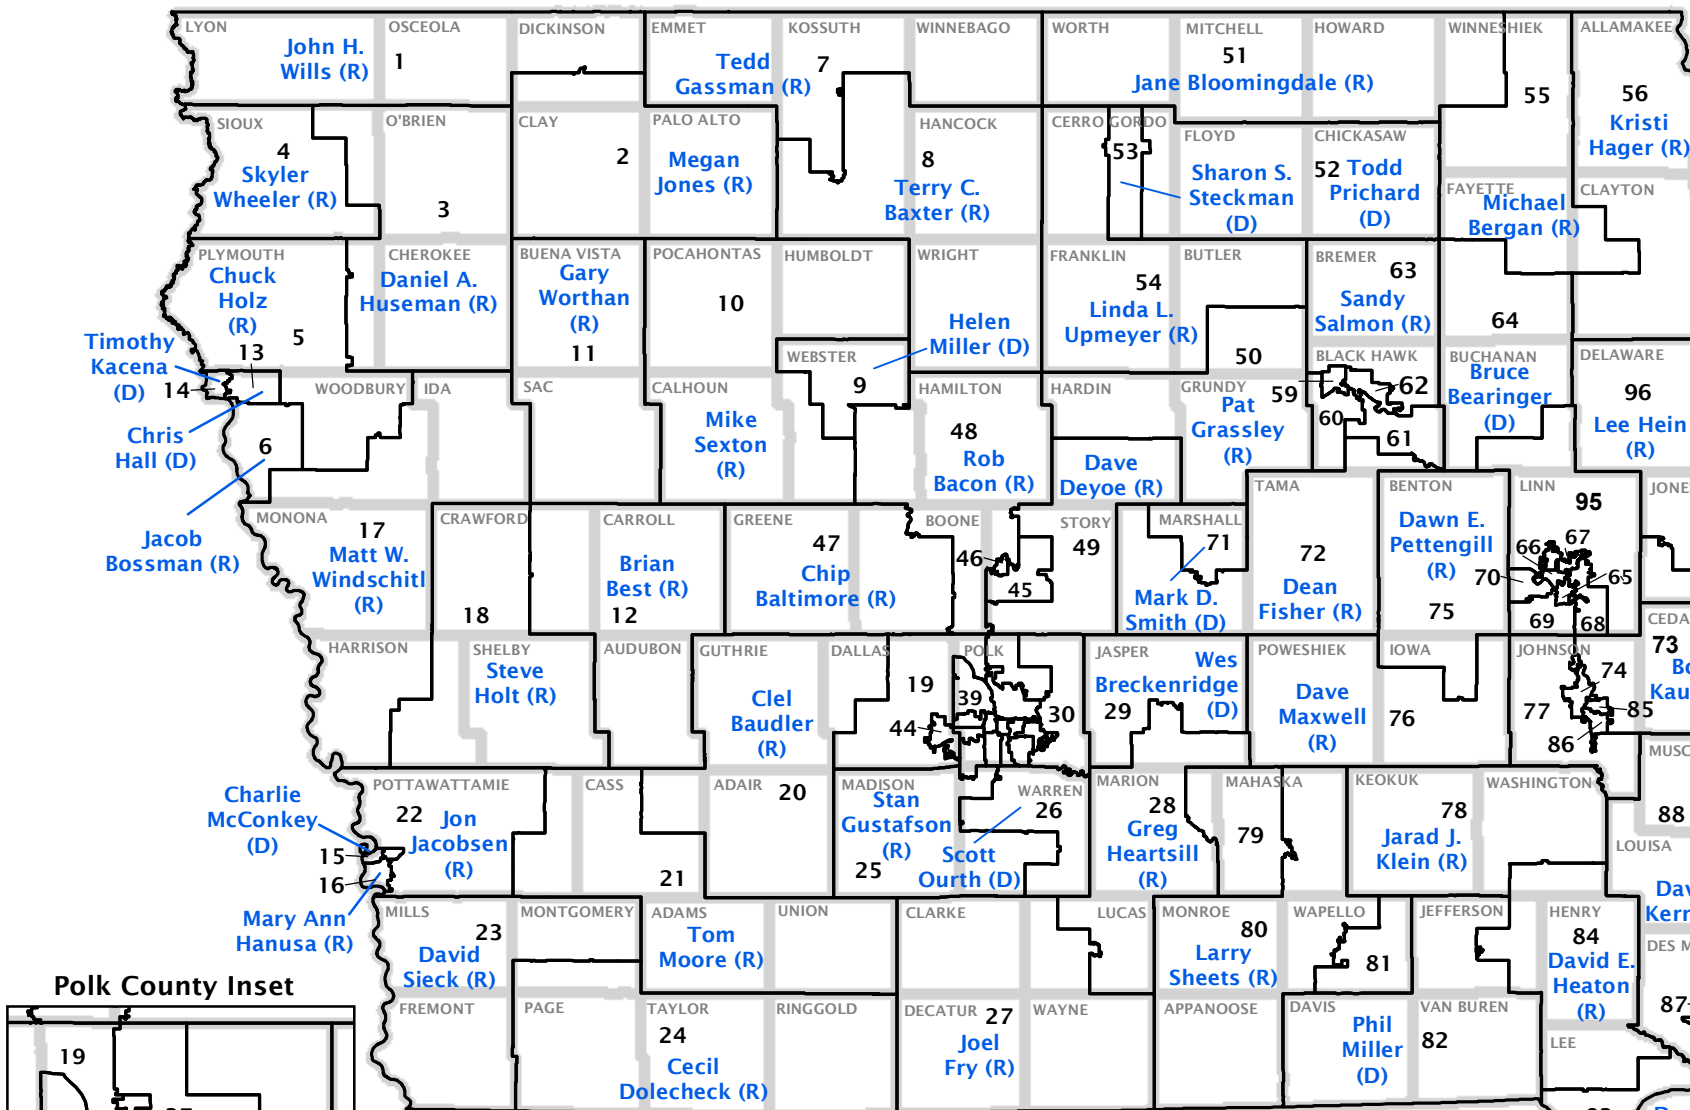 LYON
OSCEOLA
DICKINSON
EMMET
KOSSUTH
WINNEBAGO
WORTH
MITCHELL
HOWARD
WINNESHIEK
ALLAMAKEE
John H.
Wills (R)
1
Tedd
Gassman (R)
7
51
Jane Bloomingdale (R)
55
56
Kristi
Hager (R)
SIOUX
O'BRIEN
CLAY
PALO ALTO
HANCOCK
CERRO GORDO
FLOYD
CHICKASAW
4
Skyler
Wheeler (R)
3
2
Megan
Jones (R)
8
Terry C.
Baxter (R)
53
Sharon S.
Steckman
(D)
52 Todd
Prichard
(D)
FAYETTE
CLAYTON
Michael
Bergan (R)
PLYMOUTH
CHEROKEE
BUENA VISTA
POCAHONTAS
HUMBOLDT
WRIGHT
FRANKLIN
BUTLER
BREMER
Chuck
Holz
(R)
5
Daniel A.
Huseman (R)
Gary
Worthan
(R)
11
10
Helen
Miller (D)
54
Linda L.
Upmeyer (R)
63
Sandy
Salmon (R)
64
Timothy
Kacena
(D)
13
14
WEBSTER
9
50
BLACK HAWK
BUCHANAN
DELAWARE
WOODBURY
IDA
SAC
CALHOUN
HAMILTON
HARDIN
GRUNDY
59
62
60
61
Bruce
Bearinger
(D)
96
Lee Hein
(R)
Chris
Hall (D)
6
Mike
Sexton
(R)
48
Rob
Bacon (R)
Dave
Deyoe (R)
Pat
Grassley
(R)
Jacob
Bossman (R)
MONONA
CRAWFORD
CARROLL
GREENE
BOONE
STORY
MARSHALL
TAMA
BENTON
LINN
JONE
17
Matt W.
Windschitl
(R)
18
Brian
Best (R)
12
47
Chip
Baltimore (R)
46
45
49
71
Mark D.
Smith (D)
72
Dean
Fisher (R)
Dawn E.
Pettengill
(R)
75
95
66
67
70
65
69
68
HARRISON
SHELBY
AUDUBON
GUTHRIE
DALLAS
POLK
JASPER
POWESHIEK
IOWA
JOHNSON
CEDA
Steve
Holt (R)
Clel
Baudler
(R)
19
39
44
30
Wes
Breckenridge
(D)
29
Dave
Maxwell
(R)
76
77
74
85
86
73
Bo
Kau
MUSC
POTTAWATTAMIE
CASS
ADAIR
MADISON
WARREN
MARION
MAHASKA
KEOKUK
WASHINGTON
LOUISA
Charlie
McConkey
(D)
22
Jon
Jacobsen
(R)
15
16
Mary Ann
Hanusa (R)
21
20
Stan
Gustafson
(R)
25
26
Scott
Ourth (D)
28
Greg
Heartsill
(R)
79
78
Jarad J.
Klein (R)
88
Dav
Kerr
MILLS
MONTGOMERY
ADAMS
UNION
CLARKE
LUCAS
MONROE
WAPELLO
JEFFERSON
HENRY
DES M
23
David
Sieck (R)
Tom
Moore (R)
80
Larry
Sheets (R)
81
84
David E.
Heaton
(R)
87
FREMONT
PAGE
TAYLOR
RINGGOLD
DECATUR
WAYNE
APPANOOSE
DAVIS
VAN BUREN
LEE
24
Cecil
Dolecheck (R)
27
Joel
Fry (R)
Phil
Miller
(D)
82
Polk County Inset
19